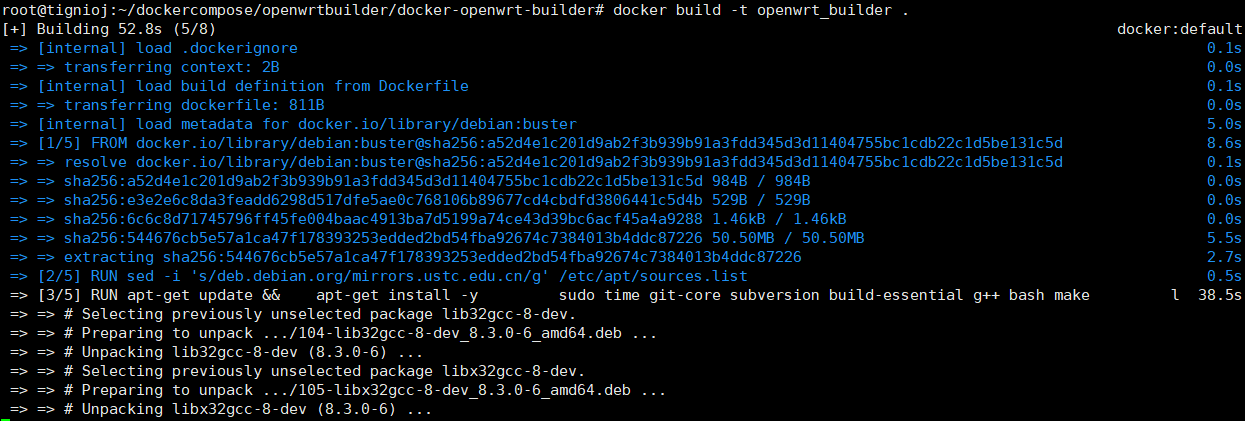 root@tignioj:~/dockercompose/openwrtbuilder/docker-openwrt-builder# docker build -t openwrt_builder .
[+] Building 52.8s (5/8) docker:default
=> [internal] load .dockerignore 0.1s
=> => transferring context: 2B 0.0s
=> [internal] load build definition from Dockerfile 0.1s
=> => transferring dockerfile: 811B 0.0s
=> [internal] load metadata for docker.io/library/debian:buster 5.0s
=> [1/5] FROM docker.io/library/debian:buster@sha256:a52d4e1c201d9ab2f3b939b91a3fdd345d3d11404755bc1cdb22c1d5be131c5d 8.6s
=> => resolve docker.io/library/debian:buster@sha256:a52d4e1c201d9ab2f3b939b91a3fdd345d3d11404755bc1cdb22c1d5be131c5d 0.1s
=> => sha256:a52d4e1c201d9ab2f3b939b91a3fdd345d3d11404755bc1cdb22c1d5be131c5d 984B / 984B 0.0s
=> => sha256:e3e2e6c8da3feadd6298d517dfe5ae0c768106b89677cd4cbdfd3806441c5d4b 529B / 529B 0.0s
=> => sha256:6c6c8d71745796ff45fe004baac4913ba7d5199a74ce43d39bc6acf45a4a9288 1.46kB / 1.46kB 0.0s
=> => sha256:544676cb5e57a1ca47f178393253edded2bd54fba92674c7384013b4ddc87226 50.50MB / 50.50MB 5.5s
=> => extracting sha256:544676cb5e57a1ca47f178393253edded2bd54fba92674c7384013b4ddc87226 2.7s
=> [2/5] RUN sed -i 's/deb.debian.org/mirrors.ustc.edu.cn/g' /etc/apt/sources.list 0.5s
=> [3/5] RUN apt-get update && apt-get install -y sudo time git-core subversion build-essential g++ bash make l 38.5s
=> => # Selecting previously unselected package lib32gcc-8-dev.
=> => # Preparing to unpack .../104-lib32gcc-8-dev_8.3.0-6_amd64.deb ...
=> => # Unpacking lib32gcc-8-dev (8.3.0-6) ...
=> => # Selecting previously unselected package libx32gcc-8-dev.
=> => # Preparing to unpack .../105-libx32gcc-8-dev_8.3.0-6_amd64.deb ...
=> => # Unpacking libx32gcc-8-dev (8.3.0-6) ...